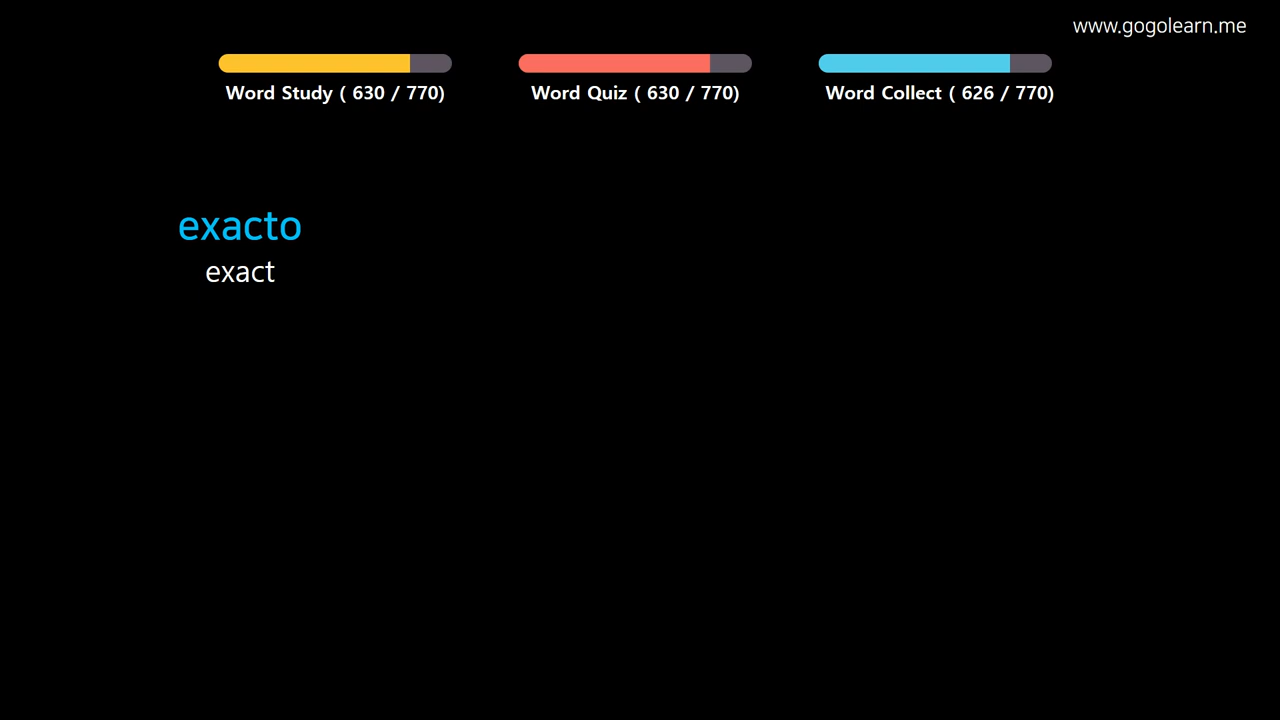 www.gogolearn.me
Word Study ( 630 / 770)
Word Quiz ( 630 / 770)
Word Collect ( 626 / 770)
exacto
exact